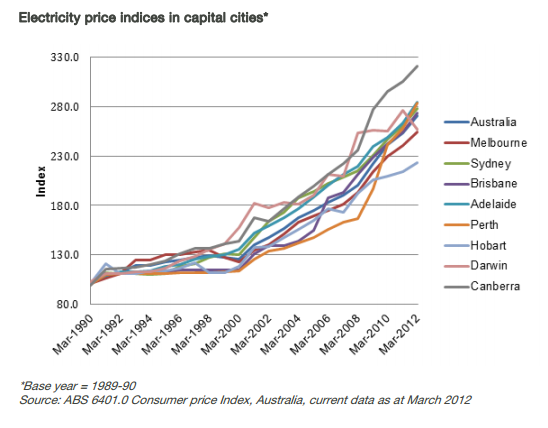 Electricity price indices in capital cities*
330.0
280.0
230.0
180.0
130.0
80.0
Index
Mar-1990
Mar-1992
Mar-1994
Mar-1996
Mar-1998
Mar-2000
Mar-2002
Mar-2004
Mar-2006
Mar-2008
Mar-2010
Mar-2012
Australia
Melbourne
Sydney
Brisbane
Adelaide
Perth
Hobart
Darwin
Canberra
*Base year = 1989-90
Source: ABS 6401.0 Consumer price Index, Australia, current data as at March 2012